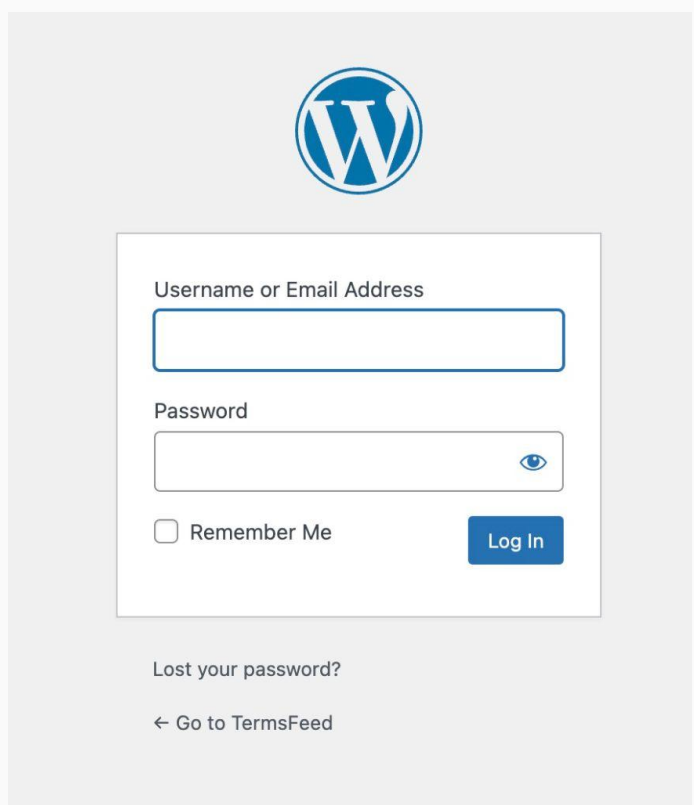 Username or Email Address
Password
Remember Me
Log In
Lost your password?
← Go to TermsFeed